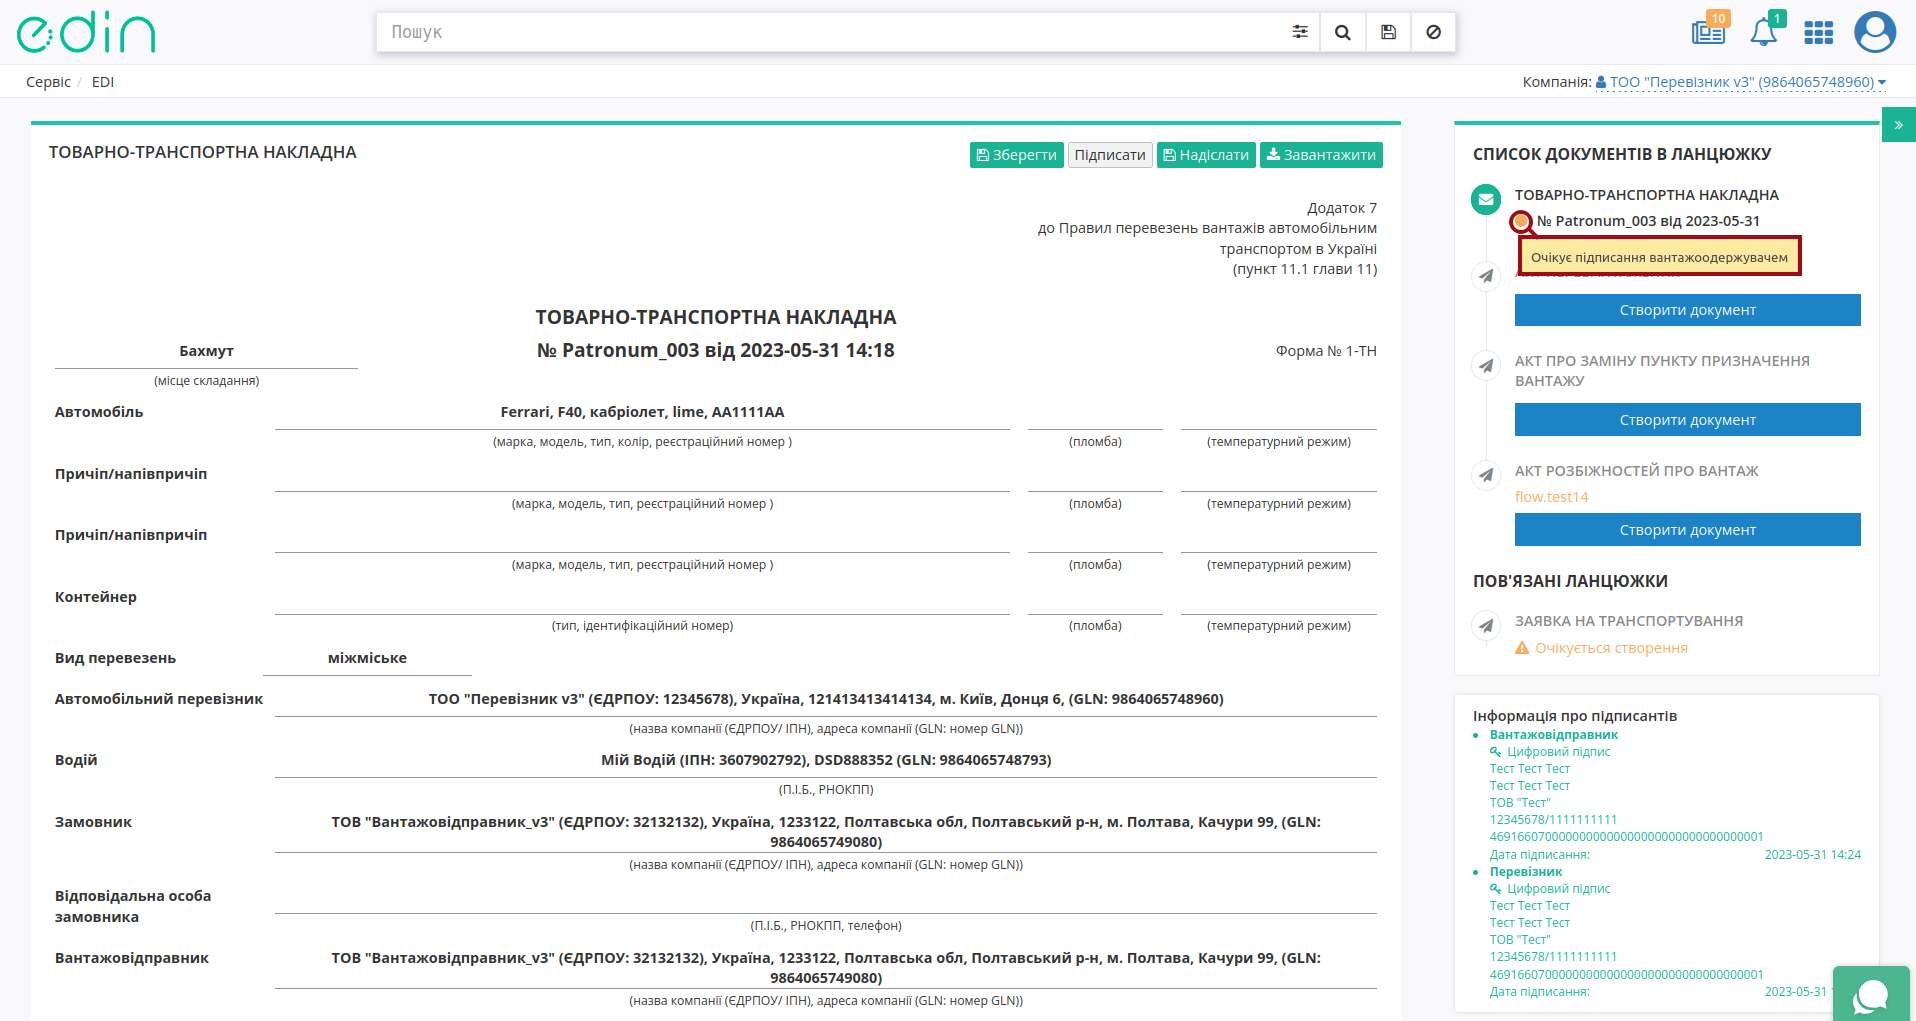 edin
Пошук
10
1
Сервіс / EDI
Компанія: ТОО "Перевізник v3" (9864065748960)
ТОВАРНО-ТРАНСПОРТНА НАКЛАДНА
Зберегти
Підписати
Надіслати
Завантажити
Додаток 7
до Правил перевезень вантажів автомобільним
транспортом в Україні
(пункт 11.1 глави 11)
ТОВАРНО-ТРАНСПОРТНА НАКЛАДНА
Бахмут
№ Patronum_003 від 2023-05-31 14:18
Форма № 1-ТН
(місце складання)
Автомобіль
Ferrari, F40, кабріолет, lime, AA1111AA
(марка, модель, тип, колір, реєстраційний номер )
(пломба)
(температурний режим)
Причіп/напівпричіп
(марка, модель, тип, реєстраційний номер )
(пломба)
(температурний режим)
Причіп/напівпричіп
(марка, модель, тип, реєстраційний номер )
(пломба)
(температурний режим)
Контейнер
(тип, ідентифікаційний номер)
(пломба)
(температурний режим)
Вид перевезень
міжміське
Автомобільний перевізник
ТОО "Перевізник v3" (ЄДРПОУ: 12345678), Україна, 121413413414134, м. Київ, Донця 6, (GLN: 9864065748960)
(назва компанії (ЄДРПОУ/ ІПН), адреса компанії (GLN: номер GLN))
Водій
Мій Водій (ІПН: 3607902792), DSD888352 (GLN: 9864065748793)
(П.І.Б., РНОКПП)
Замовник
ТОВ "Вантажовідправник_v3" (ЄДРПОУ: 32132132), Україна, 1233122, Полтавська обл, Полтавський р-н, м. Полтава, Качури 99, (GLN:
9864065749080)
(назва компанії (ЄДРПОУ/ ІПН), адреса компанії (GLN: номер GLN))
Відповідальна особа
замовника
(П.І.Б., РНОКПП, телефон)
Вантажовідправник
ТОВ "Вантажовідправник_v3" (ЄДРПОУ: 32132132), Україна, 1233122, Полтавська обл, Полтавський р-н, м. Полтава, Качури 99, (GLN:
9864065749080)
(назва компанії (ЄДРПОУ/ ІПН), адреса компанії (GLN: номер GLN))
»
СПИСОК ДОКУМЕНТІВ В ЛАНЦЮЖКУ
ТОВАРНО-ТРАНСПОРТНА НАКЛАДНА
№ Patronum_003 від 2023-05-31
Очікує підписання вантажоодержувачем
Створити документ
АКТ ПРО ЗАМІНУ ПУНКТУ ПРИЗНАЧЕННЯ
ВАНТАЖУ
Створити документ
АКТ РОЗБІЖНОСТЕЙ ПРО ВАНТАЖ
flow.test14
Створити документ
ПОВ'ЯЗАНІ ЛАНЦЮЖКИ
ЗАЯВКА НА ТРАНСПОРТУВАННЯ
Очікується створення
Інформація про підписантів
Вантажовідправник
Цифровий підпис
Тест Тест Тест
Тест Тест Тест
ТОВ "Тест"
12345678/1111111111
4691660700000000000000000000000000000001
Дата підписання: 2023-05-31 14:24
Перевізник
Цифровий підпис
Тест Тест Тест
Тест Тест Тест
ТОВ "Тест"
12345678/1111111111
4691660700000000000000000000000000000001
Дата підписання: 2023-05-31